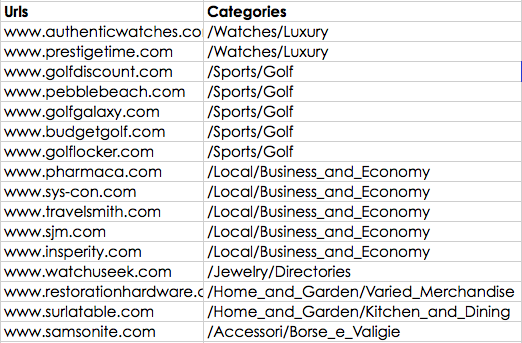 Urls Categories
www.authenticwatches.co /Watches/Luxury
www.prestigetime.com /Watches/Luxury
www.golfdiscount.com /Sports/Golf
www.pebblebeach.com /Sports/Golf
www.golfgalaxy.com /Sports/Golf
www.budgetgolf.com /Sports/Golf
www.golflocker.com /Sports/Golf
www.pharmaca.com /Local/Business_and_Economy
www.sys-con.com /Local/Business_and_Economy
www.travelsmith.com /Local/Business_and_Economy
www.sjm.com /Local/Business_and_Economy
www.insperity.com /Local/Business_and_Economy
www.watchuseek.com /Jewelry/Directories
www.restorationhardware.c /Home_and_Garden/Varied_Merchandise
www.surlatable.com /Home_and_Garden/Kitchen_and_Dining
www.samsonite.com /Accessori/Borse_e_Valigie